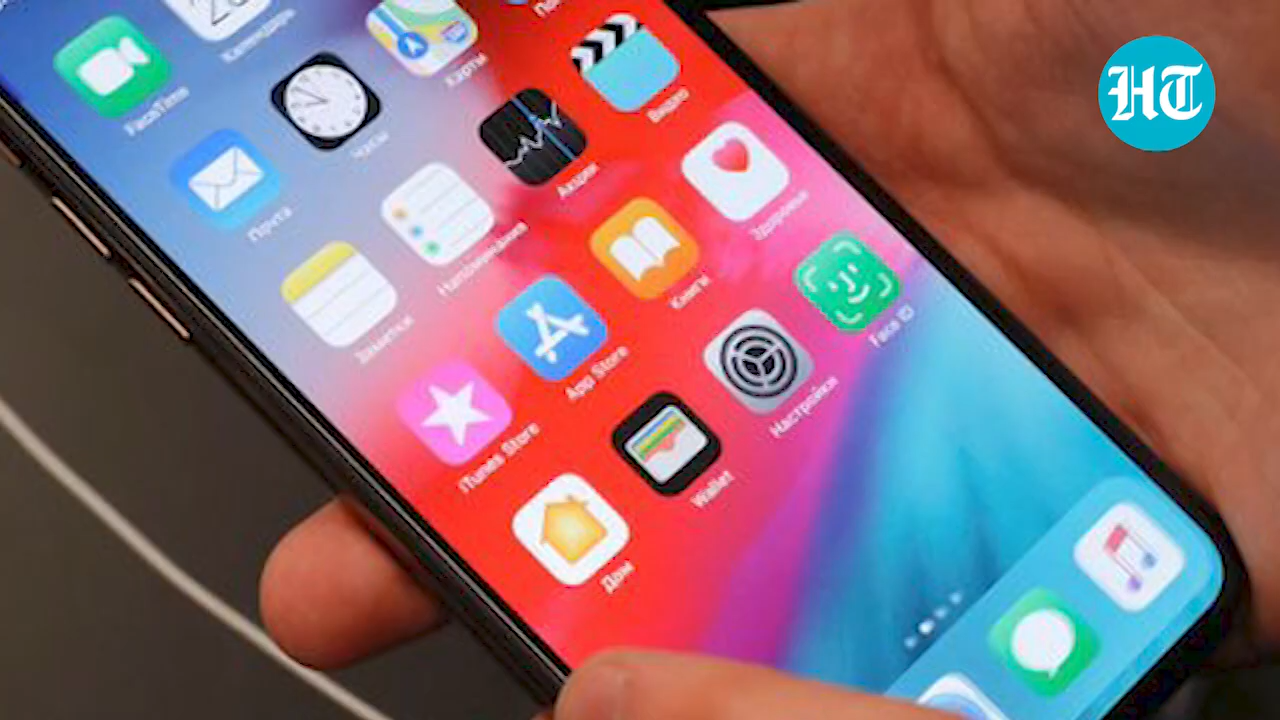 HT
FaceTime
Календарь
Карты
Видео
Почта
Часы
Акции
Здоровье
Заметки
Напоминания
Книги
Face ID
iTunes Store
App Store
Настройки
Дом
Wallet